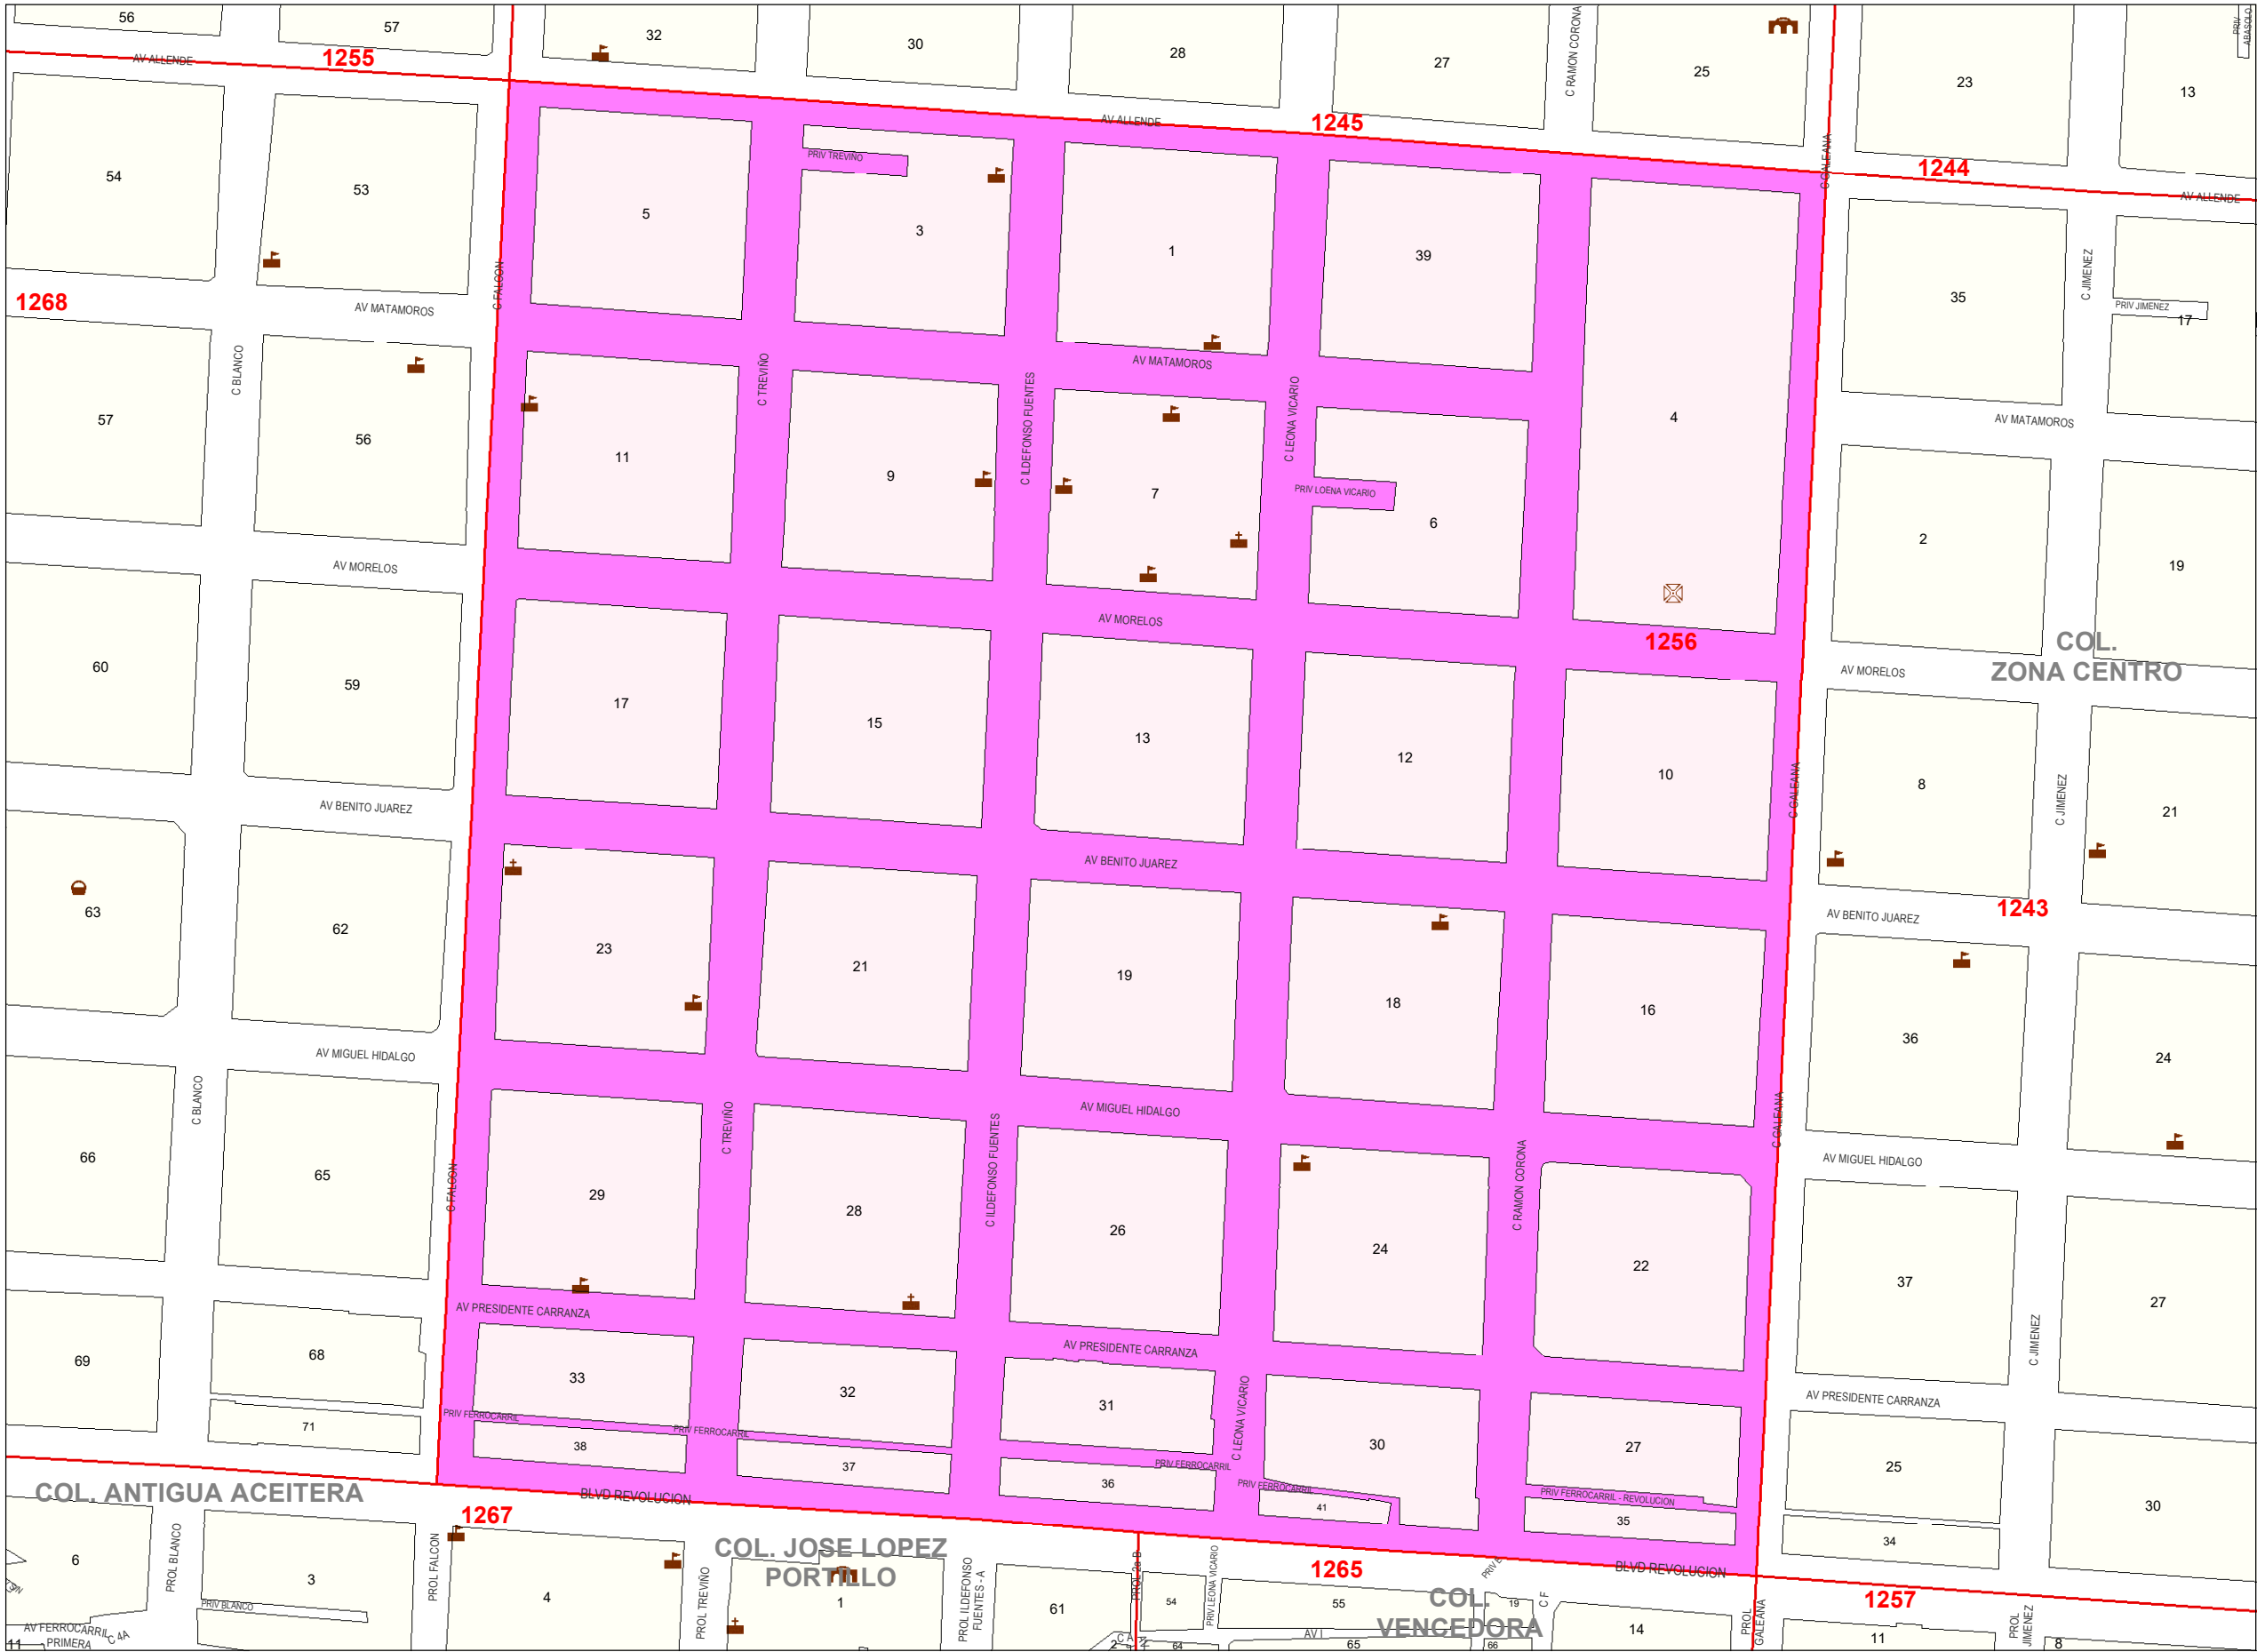 56
57
32
30
28
27
C RAMON CORONA
25
23
13
PRIV
ABASOLO
AV ALLENDE
1255
AV ALLENDE
1245
C GALEANA
1244
AV ALLENDE
54
53
5
PRIV TREVIÑO
3
1
39
4
35
C JIMENEZ
PRIV JIMENEZ
17
1268
AV MATAMOROS
C FALCON
AV MATAMOROS
AV MATAMOROS
C BLANCO
C TREVIÑO
C ILDEFONSO FUENTES
C LEONA VICARIO
57
56
11
9
7
PRIV LOENA VICARIO
6
2
19
AV MORELOS
AV MORELOS
1256
AV MORELOS
COL.
ZONA CENTRO
60
59
17
15
13
12
10
C GALEANA
8
C JIMENEZ
21
AV BENITO JUAREZ
AV BENITO JUAREZ
AV BENITO JUAREZ
1243
63
62
23
21
19
18
16
36
24
AV MIGUEL HIDALGO
AV MIGUEL HIDALGO
AV MIGUEL HIDALGO
C BLANCO
C FALCON
C TREVIÑO
C ILDEFONSO FUENTES
C RAMON CORONA
C GALEANA
66
65
29
28
26
24
22
37
27
C JIMENEZ
AV PRESIDENTE CARRANZA
AV PRESIDENTE CARRANZA
AV PRESIDENTE CARRANZA
69
68
33
32
31
C LEONA VICARIO
30
27
25
30
71
PRIV FERROCARRIL
38
PRIV FERROCARRIL
37
36
PRIV FERROCARRIL
PRIV FERROCARRIL
41
PRIV FERROCARRIL - REVOLUCION
35
34
COL. ANTIGUA ACEITERA
BLVD REVOLUCION
1267
COL. JOSE LOPEZ
PORTILLO
1265
BLVD REVOLUCION
COL.
VENCEDORA
1257
6
PROL BLANCO
3
PRIV BLANCO
PROL FALCON
4
PROL TREVIÑO
1
PROL ILDEFONSO
FUENTES - A
61
PROL 2a B
54
PRIV LEONA VICARIO
55
19
C F
14
PROL
GALEANA
11
PROL
JIMENEZ
8
AV FERROCARRIL
PRIMERA
C 4A
11
2
64
AV I
65
66